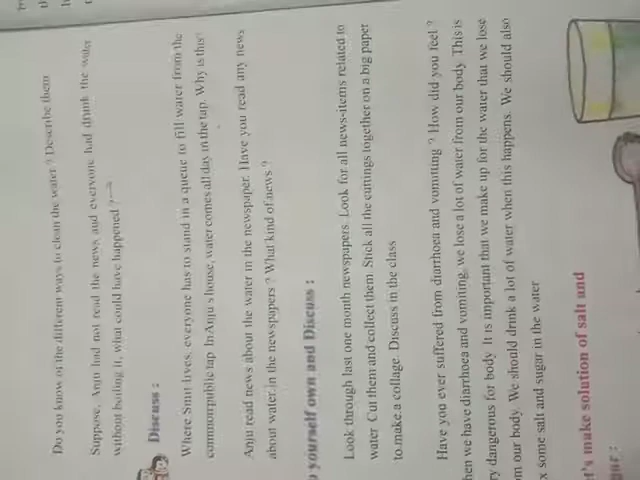 Do you know of the different ways to clean the water ? Describe them
Suppose, Anju had not read the news and everyone had drunk the water
without boiling it, what could have happened ?
Discuss :
Where Smit lives, everyone has to stand in a queue to fill water from the
common public tap. In Anju's house, water comes all day in the tap. Why is this?
Anju read news about the water in the newspaper. Have you read any news
about water in the newspapers ? What kind of news ?
yourself own and Discuss :
Look through last one month newspapers. Look for all news-items related to
water. Cut them and collect them. Stick all the cuttings together on a big paper
to make a collage. Discuss in the class
Have you ever suffered from diarrhoea and vomitting ? How did you feel ?
hen we have diarrhoea and vomiting, we lose a lot of water from our body. This is
ry dangerous for body. It is important that we make up for the water that we lose
om our body. We should drink a lot of water when this happens. We should also
x some salt and sugar in the water
t's make solution of salt and